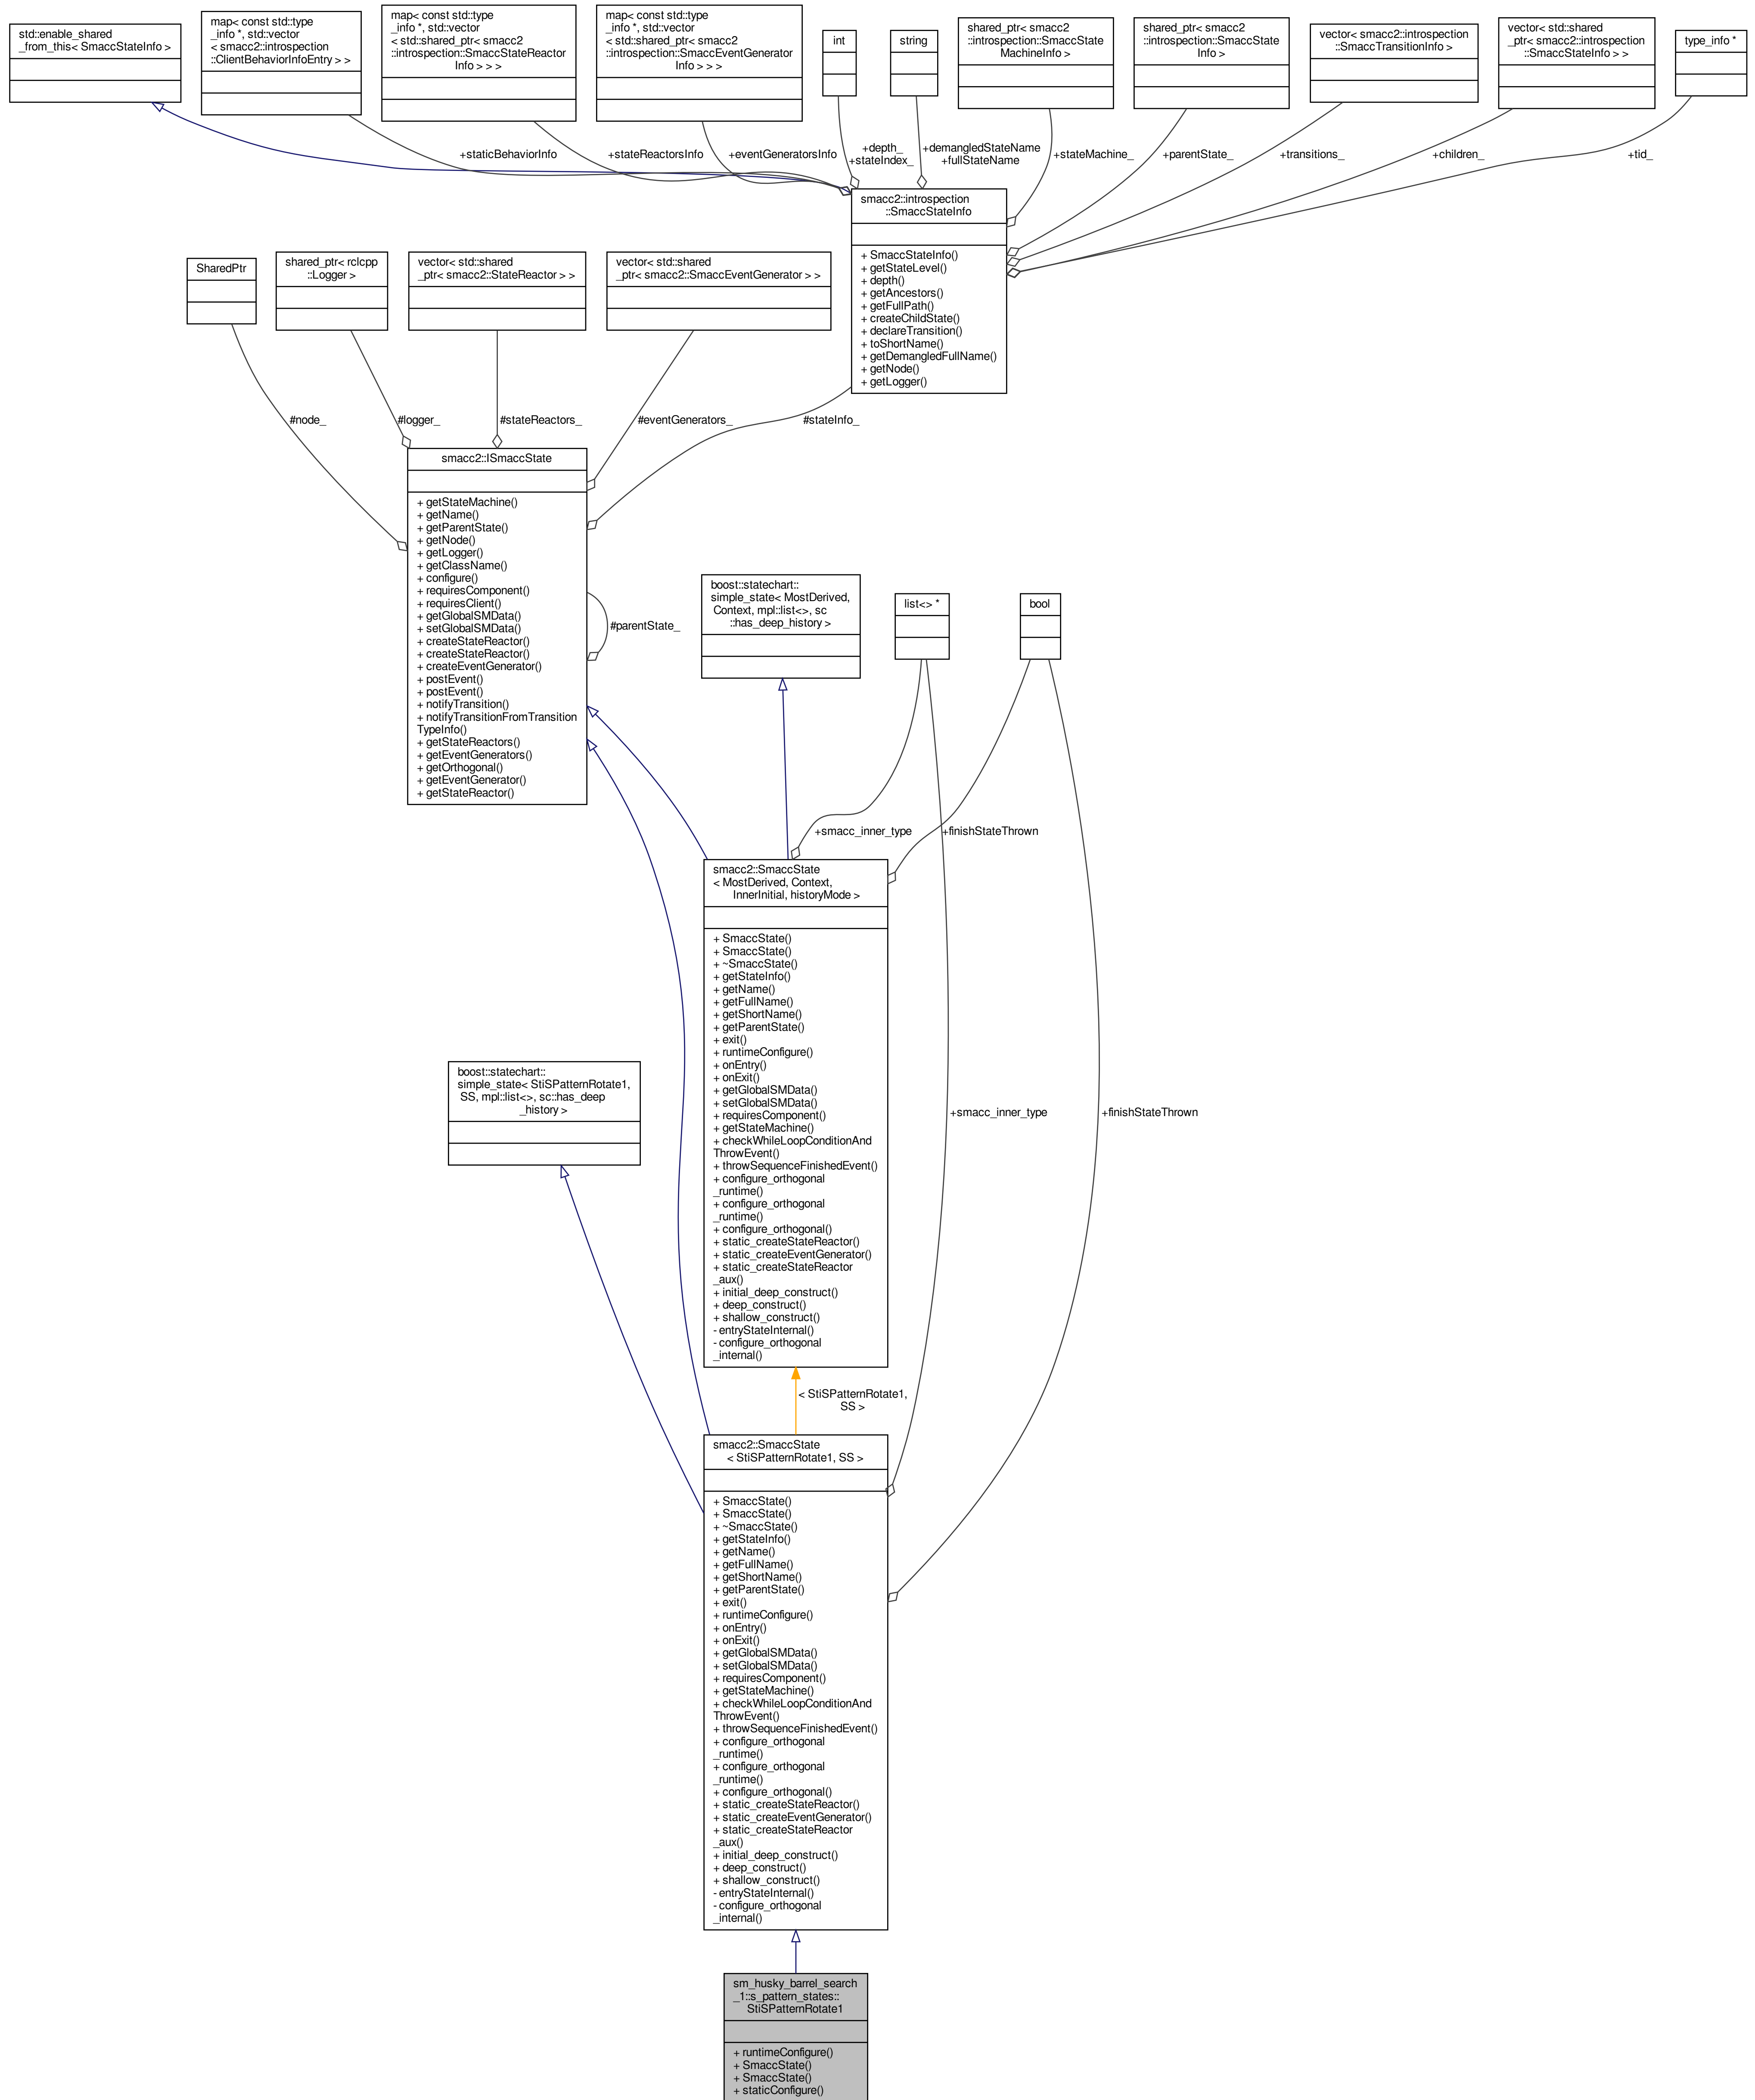 std::enable_shared
_from_this< SmaccStateInfo >
map< const std::type
_info *, std::vector
< smacc2::introspection
::ClientBehaviorInfoEntry > >
map< const std::type
_info *, std::vector
< std::shared_ptr< smacc2
::introspection::SmaccStateReactor
Info > > >
map< const std::type
_info *, std::vector
< std::shared_ptr< smacc2
::introspection::SmaccEventGenerator
Info > > >
int
string
shared_ptr< smacc2
::introspection::SmaccState
MachineInfo >
shared_ptr< smacc2
::introspection::SmaccState
Info >
vector< smacc2::introspection
::SmaccTransitionInfo >
vector< std::shared
_ptr< smacc2::introspection
::SmaccStateInfo > >
type_info *
+staticBehaviorInfo
+stateReactorsInfo
+eventGeneratorsInfo
+depth_
+stateIndex_
+demangledStateName
+fullStateName
+stateMachine_
+parentState_
+transitions_
+children_
+tid_
smacc2::introspection
::SmaccStateInfo
+ SmaccStateInfo()
+ getStateLevel()
+ depth()
+ getAncestors()
+ getFullPath()
+ createChildState()
+ declareTransition()
+ toShortName()
+ getDemangledFullName()
+ getNode()
+ getLogger()
SharedPtr
shared_ptr< rclcpp
::Logger >
vector< std::shared
_ptr< smacc2::StateReactor > >
vector< std::shared
_ptr< smacc2::SmaccEventGenerator > >
#node_
#logger_
#stateReactors_
#eventGenerators_
#stateInfo_
smacc2::ISmaccState
+ getStateMachine()
+ getName()
+ getParentState()
+ getNode()
+ getLogger()
+ getClassName()
+ configure()
+ requiresComponent()
+ requiresClient()
+ getGlobalSMData()
+ setGlobalSMData()
+ createStateReactor()
+ createStateReactor()
+ createEventGenerator()
+ postEvent()
+ postEvent()
+ notifyTransition()
+ notifyTransitionFromTransition
TypeInfo()
+ getStateReactors()
+ getEventGenerators()
+ getOrthogonal()
+ getEventGenerator()
+ getStateReactor()
#parentState_
boost::statechart::
simple_state< MostDerived,
Context, mpl::list<>, sc
::has_deep_history >
list<> *
bool
+smacc_inner_type
+finishStateThrown
smacc2::SmaccState
< MostDerived, Context,
InnerInitial, historyMode >
+ SmaccState()
+ SmaccState()
+ ~SmaccState()
+ getStateInfo()
+ getName()
+ getFullName()
+ getShortName()
+ getParentState()
+ exit()
+ runtimeConfigure()
+ onEntry()
+ onExit()
+ getGlobalSMData()
+ setGlobalSMData()
+ requiresComponent()
+ getStateMachine()
+ checkWhileLoopConditionAnd
ThrowEvent()
+ throwSequenceFinishedEvent()
+ configure_orthogonal
_runtime()
+ configure_orthogonal
_runtime()
+ configure_orthogonal()
+ static_createStateReactor()
+ static_createEventGenerator()
+ static_createStateReactor
_aux()
+ initial_deep_construct()
+ deep_construct()
+ shallow_construct()
- entryStateInternal()
- configure_orthogonal
_internal()
boost::statechart::
simple_state< StiSPatternRotate1,
SS, mpl::list<>, sc::has_deep
_history >
+smacc_inner_type
+finishStateThrown
< StiSPatternRotate1,
SS >
smacc2::SmaccState
< StiSPatternRotate1, SS >
+ SmaccState()
+ SmaccState()
+ ~SmaccState()
+ getStateInfo()
+ getName()
+ getFullName()
+ getShortName()
+ getParentState()
+ exit()
+ runtimeConfigure()
+ onEntry()
+ onExit()
+ getGlobalSMData()
+ setGlobalSMData()
+ requiresComponent()
+ getStateMachine()
+ checkWhileLoopConditionAnd
ThrowEvent()
+ throwSequenceFinishedEvent()
+ configure_orthogonal
_runtime()
+ configure_orthogonal
_runtime()
+ configure_orthogonal()
+ static_createStateReactor()
+ static_createEventGenerator()
+ static_createStateReactor
_aux()
+ initial_deep_construct()
+ deep_construct()
+ shallow_construct()
- entryStateInternal()
- configure_orthogonal
_internal()
sm_husky_barrel_search
_1::s_pattern_states::
StiSPatternRotate1
+ runtimeConfigure()
+ SmaccState()
+ SmaccState()
+ staticConfigure()